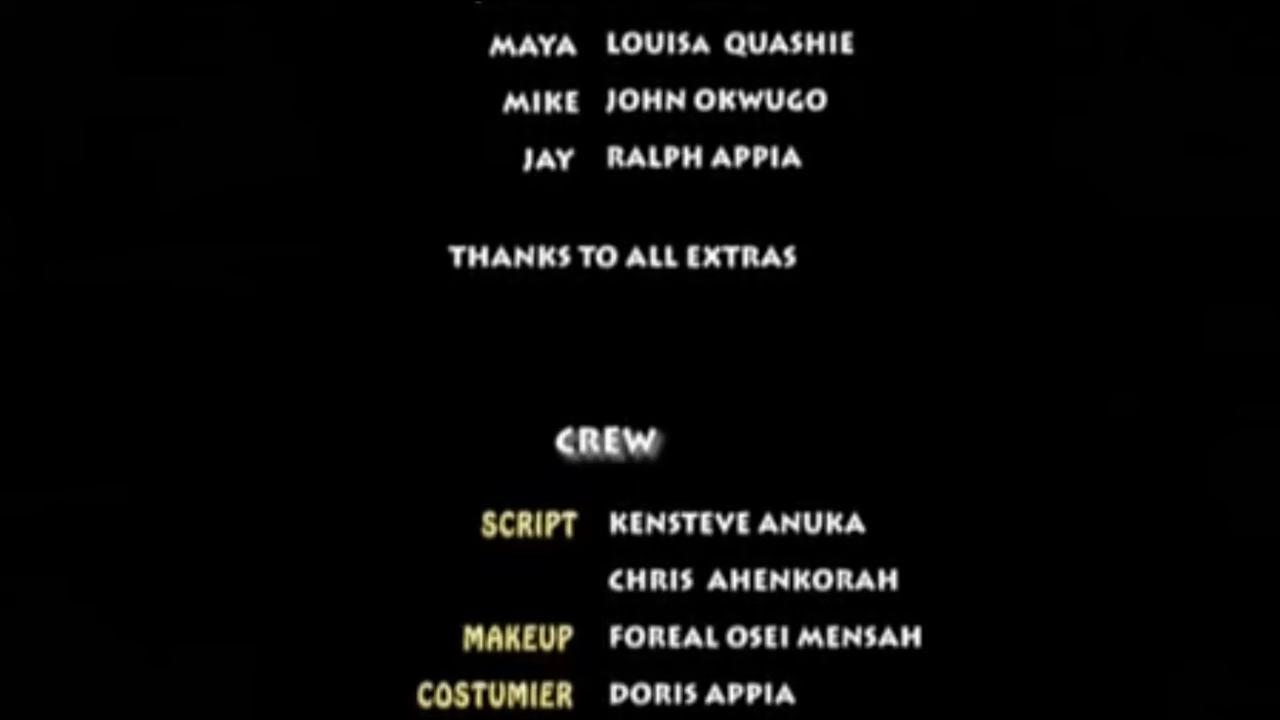 MAYA LOUISA QUASHIE
MIKE JOHN OKWUGO
JAY RALPH APPIA
THANKS TO ALL EXTRAS
CREW
SCRIPT KENSTEVE ANUKA
CHRIS AHENKORAH
MAKEUP FOREAL OSEI MENSAH
COSTUMIER DORIS APPIA